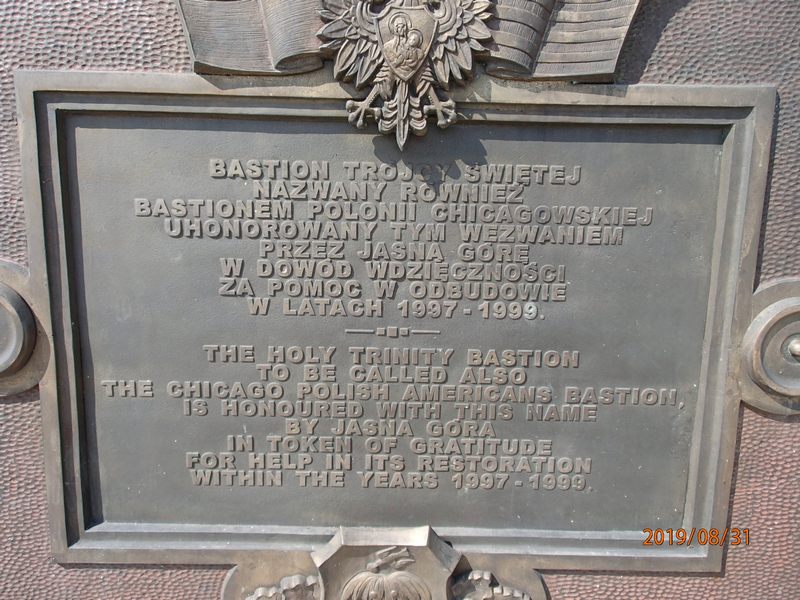 BASTION TRÓJCY ŚWIĘTEJ
NAZWANY RÓWNIEŻ
BASTIONEM POLONII CHICAGOWSKIEJ
UHONOROWANY TYM WEZWANIEM
PRZEZ JASNĄ GÓRĘ
W DOWÓD WDZIĘCZNOŚCI
ZA POMOC W ODBUDOWIE
W LATACH 1997 - 1999.
THE HOLY TRINITY BASTION
TO BE CALLED ALSO
THE CHICAGO POLISH AMERICANS BASTION,
IS HONOURED WITH THIS NAME
BY JASNA GÓRA
IN TOKEN OF GRATITUDE
FOR HELP IN ITS RESTORATION
WITHIN THE YEARS 1997 - 1999.
2019/08/31